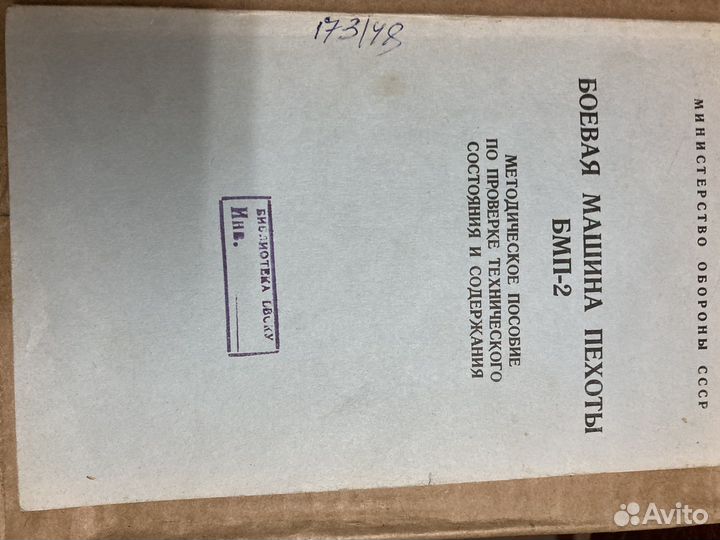 173/48
МИНИСТЕРСТВО ОБОРОНЫ СССР
БОЕВАЯ МАШИНА ПЕХОТЫ
БМП-2
МЕТОДИЧЕСКОЕ ПОСОБИЕ
ПО ПРОВЕРКЕ ТЕХНИЧЕСКОГО
СОСТОЯНИЯ И СОДЕРЖАНИЯ
БИБЛИОТЕКА
Инв.
Avito